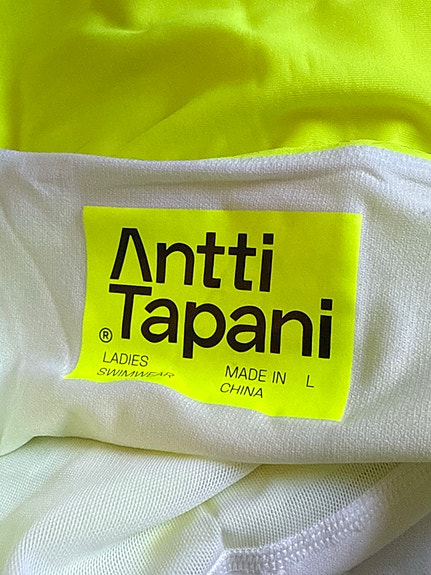 Antti
® Tapani
LADIES MADE IN L
SWIMWEAR CHINA